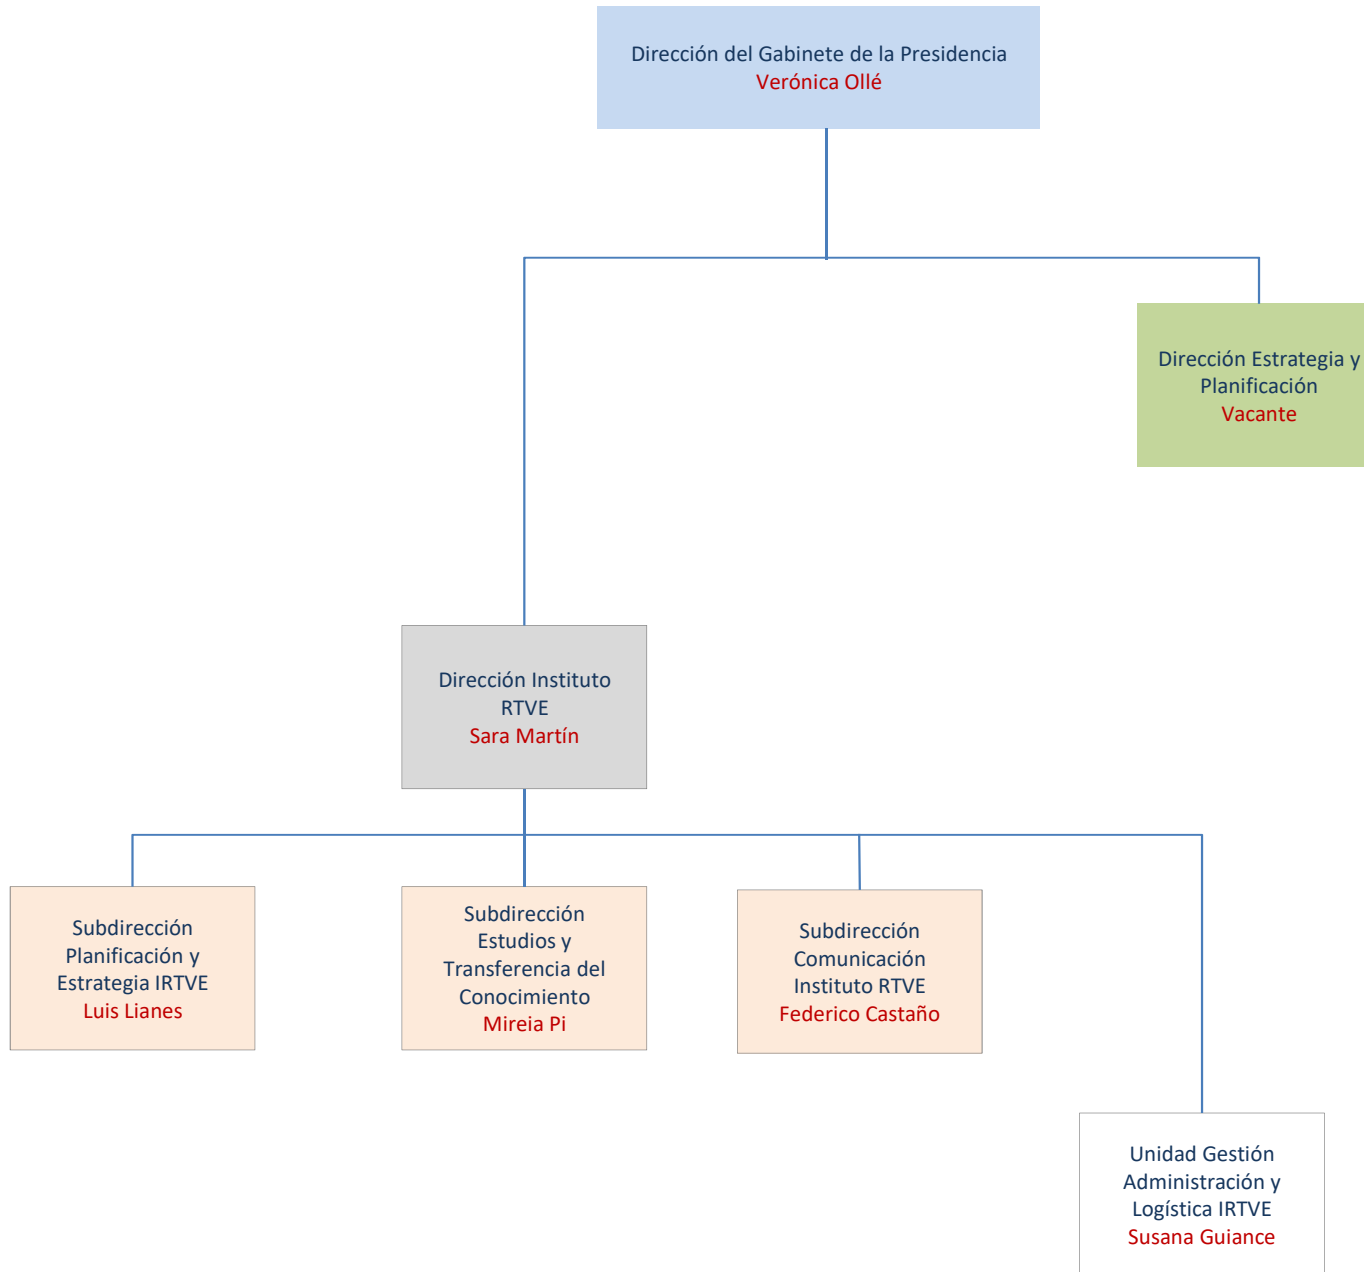 Dirección del Gabinete de la Presidencia
Verónica Ollé
Dirección Estrategia y
Planificación
Vacante
Dirección Instituto
RTVE
Sara Martín
Subdirección
Planificación y
Estrategia IRTVE
Luis Lianes
Subdirección
Estudios y
Transferencia del
Conocimiento
Mireia Pi
Subdirección
Comunicación
Instituto RTVE
Federico Castaño
Unidad Gestión
Administración y
Logística IRTVE
Susana Guiance